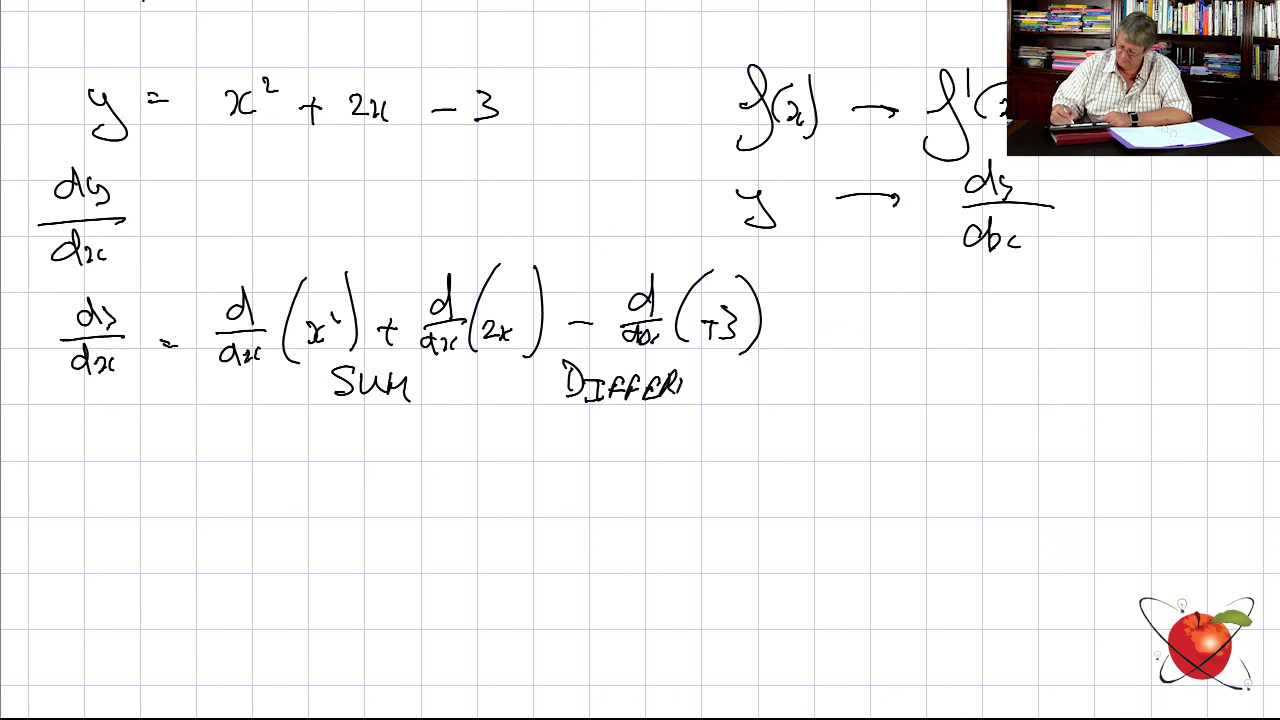 y = x² + 2x - 3
f(x) → f'(x
dy/dx
y → dy/dx
dy/dx = d/dx (x²) + d/dx (2x) - d/dx (+3)
SUM DIFFER